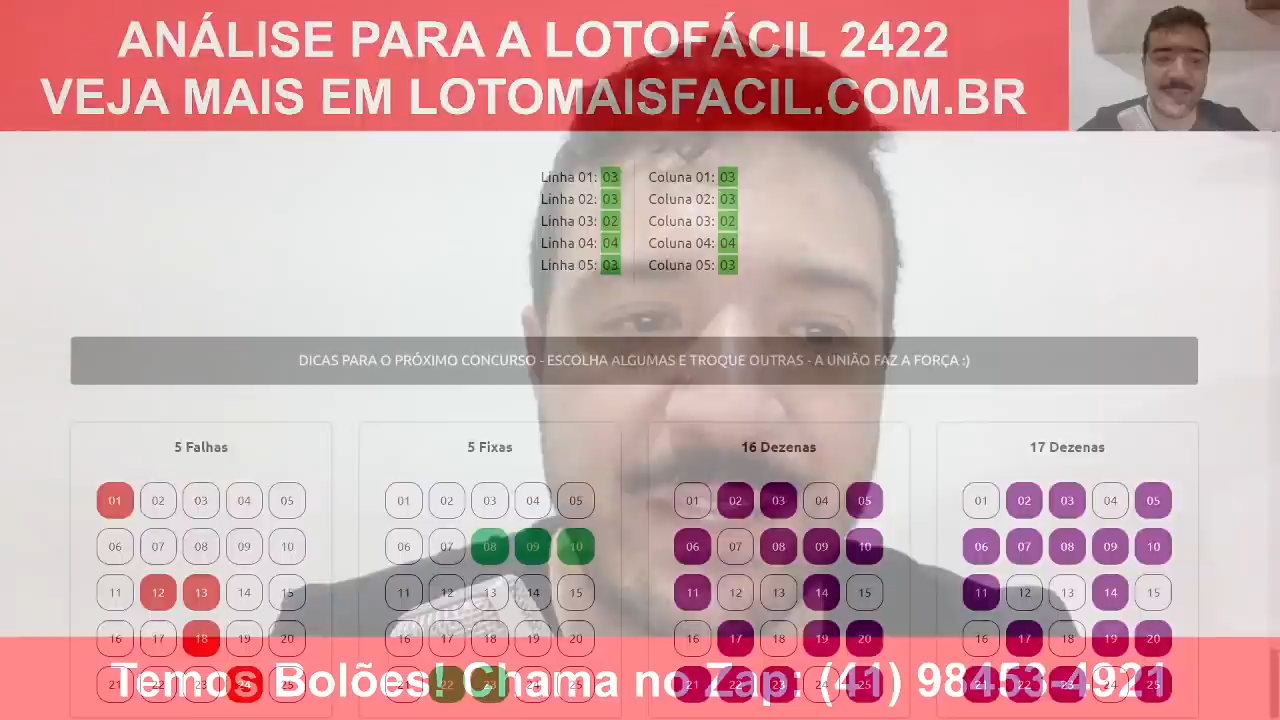 ANÁLISE PARA A LOTOFÁCIL 2422
VEJA MAIS EM LOTOMAISFACIL.COM.BR
Linha 01: 03 Coluna 01: 03
Linha 02: 03 Coluna 02: 03
Linha 03: 02 Coluna 03: 02
Linha 04: 04 Coluna 04: 04
Linha 05: 03 Coluna 05: 03
DICAS PARA O PRÓXIMO CONCURSO - ESCOLHA ALGUMAS E TROQUE OUTRAS - A UNIÃO FAZ A FORÇA :)
5 Falhas 5 Fixas 16 Dezenas 17 Dezenas
01 02 03 04 05 01 02 03 04 05 01 02 03 04 05 01 02 03 04 05
06 07 08 09 10 06 07 08 09 10 06 07 08 09 10 06 07 08 09 10
11 12 13 14 15 11 12 13 14 15 11 12 13 14 15 11 12 13 14 15
16 17 18 19 20 16 17 18 19 20 16 17 18 19 20 16 17 18 19 20
Temos Bolões! Chama no Zap: (41) 98453-4921